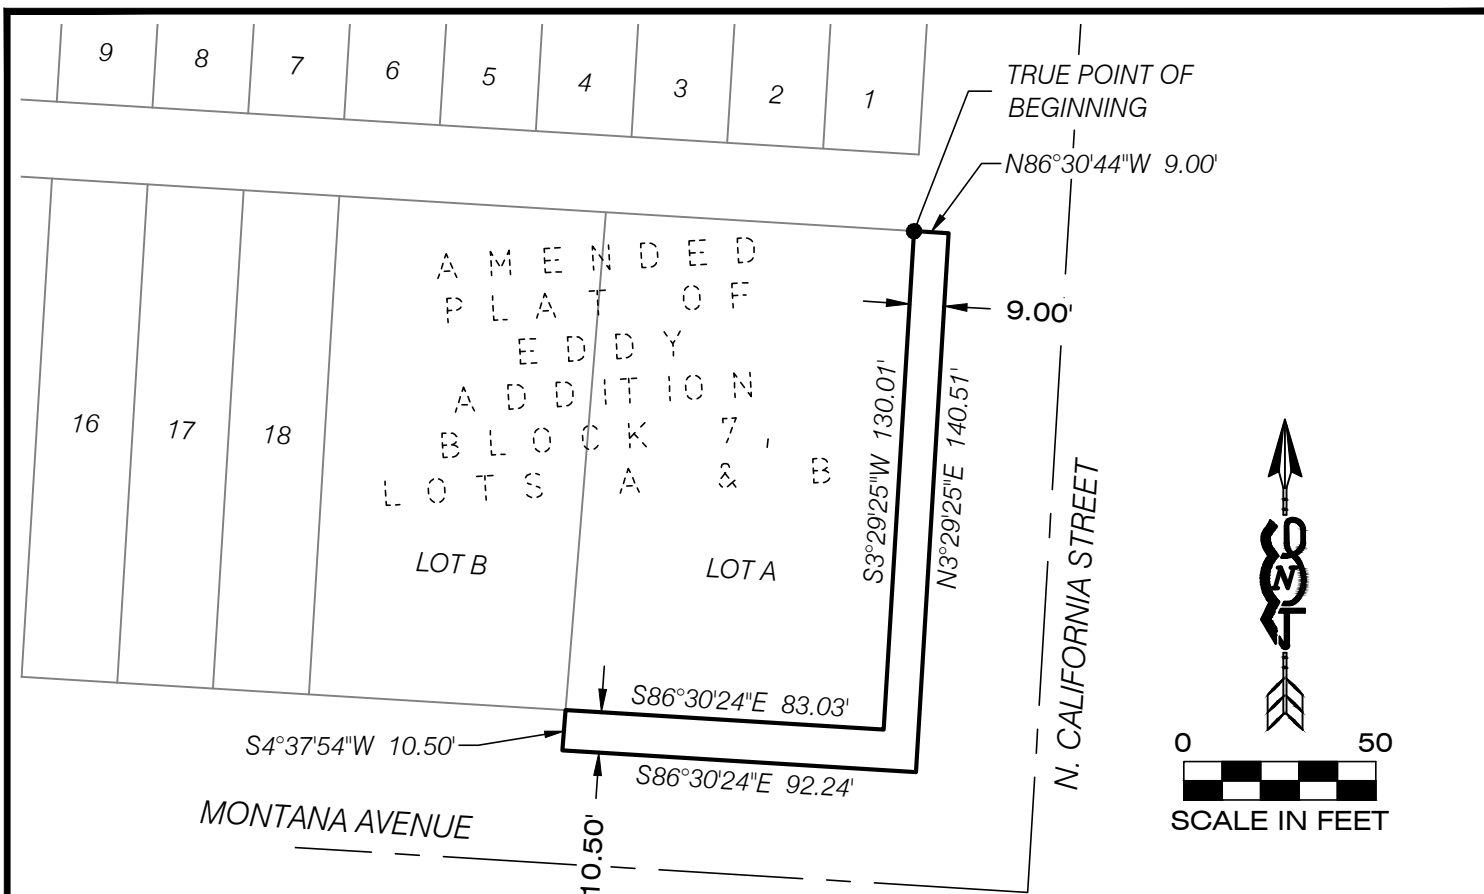 9
8
7
6
5
4
3
2
1
TRUE POINT OF
BEGINNING
N86°30'44"W 9.00'
AMENDED
PLAT OF
EDDY
ADDITION
BLOCK 7,
LOTS A & B
9.00'
16
17
18
S3°29'25"W 130.01'
N3°29'25"E 140.51'
LOT B
LOT A
N. CALIFORNIA STREET
N
S86°30'24"E 83.03'
S4°37'54"W 10.50'
S86°30'24"E 92.24'
10.50'
MONTANA AVENUE
0 50
SCALE IN FEET